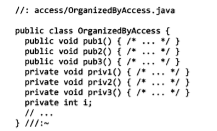 //: access/OrganizedByAccess.java
public class OrganizedByAccess {
public void pub1() { /* ... */ }
public void pub2() { /* ... */ }
public void pub3() { /* ... */ }
private void priv1() { /* ... */ }
private void priv2() { /* ... */ }
private void priv3() { /* ... */ }
private int i;
// ...
} ///:~